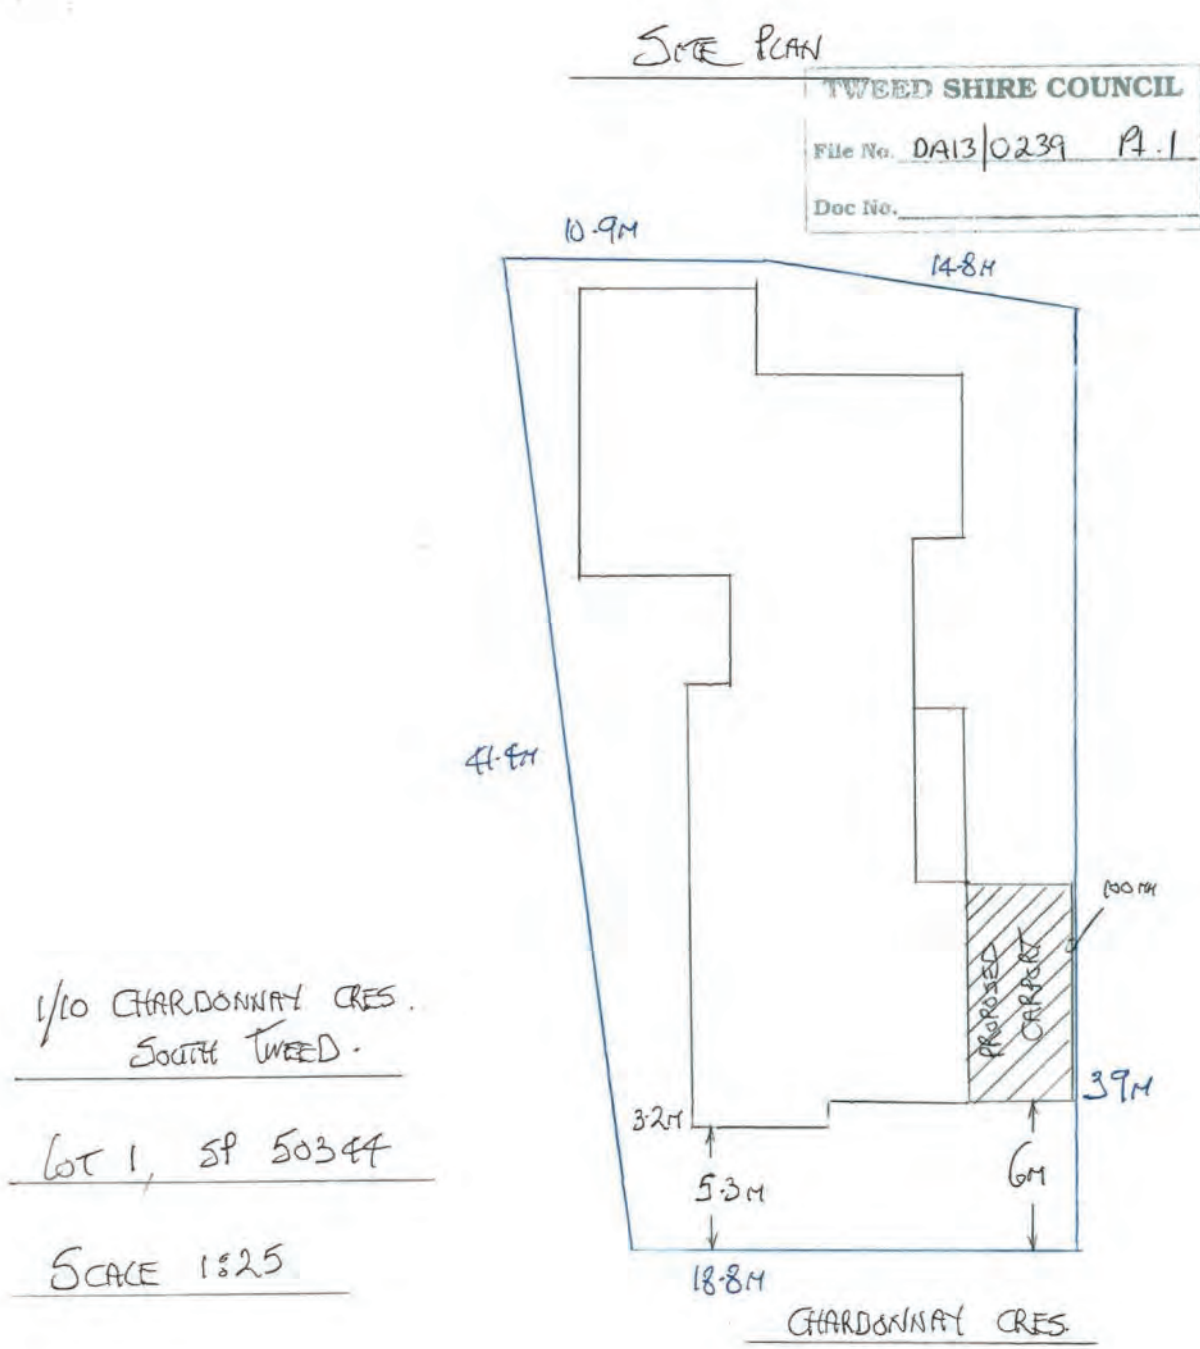 SITE PLAN
TWEED SHIRE COUNCIL
File No. DA13/0239 Pt.1
Doc No.
10.9M
14.8M
41.4M
100MM
PROPOSED
CARPORT
39M
3.2M
5.3M
6M
18.8M
CHARDONNAY CRES.
1/10 CHARDONNAY CRES.
SOUTH TWEED.
LOT 1, SP 50344
SCALE 1:25